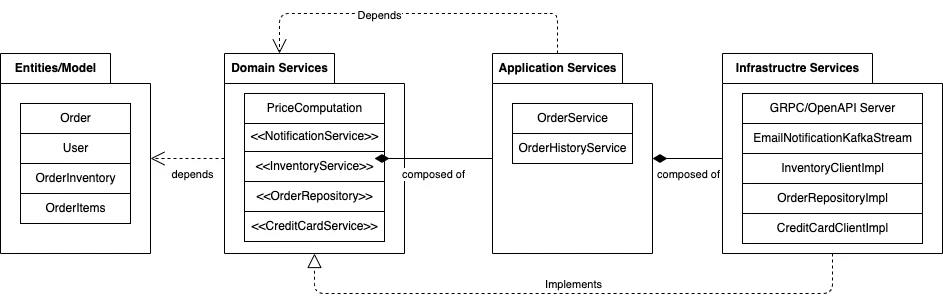 Depends
Entities/Model
Domain Services
Application Services
Infrastructre Services
Order
User
OrderInventory
OrderItems
depends
PriceComputation
<<NotificationService>>
<<InventoryService>>
<<OrderRepository>>
<<CreditCardService>>
composed of
OrderService
OrderHistoryService
composed of
GRPC/OpenAPI Server
EmailNotificationKafkaStream
InventoryClientImpl
OrderRepositoryImpl
CreditCardClientImpl
Implements